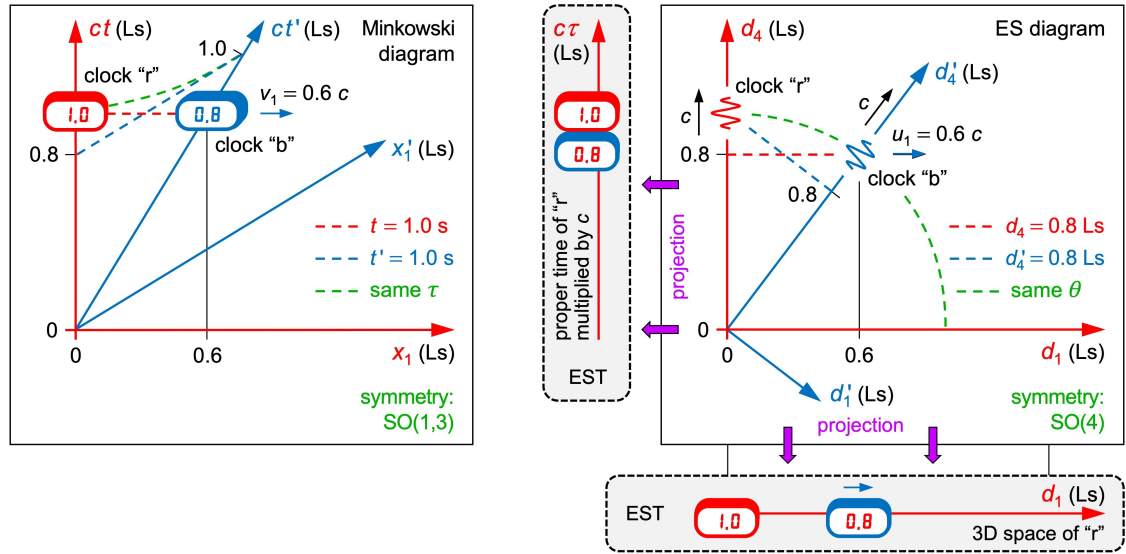 ct (Ls)
ct' (Ls)
Minkowski
diagram
1.0
clock “r”
1.0
0.8
v₁ = 0.6 c
clock “b”
0.8
x₁' (Ls)
t = 1.0 s
t' = 1.0 s
same τ
0
0
0.6
x₁ (Ls)
symmetry:
SO(1,3)
cτ
(Ls)
1.0
0.8
proper time of “r”
multiplied by c
EST
projection
d₄ (Ls)
ES diagram
clock “r”
d₄' (Ls)
c
c
u₁ = 0.6 c
0.8
clock “b”
0.8
d₄ = 0.8 Ls
d₄' = 0.8 Ls
same θ
0
0
0.6
d₁ (Ls)
d₁' (Ls)
symmetry:
SO(4)
projection
EST
1.0
0.8
d₁ (Ls)
3D space of “r”